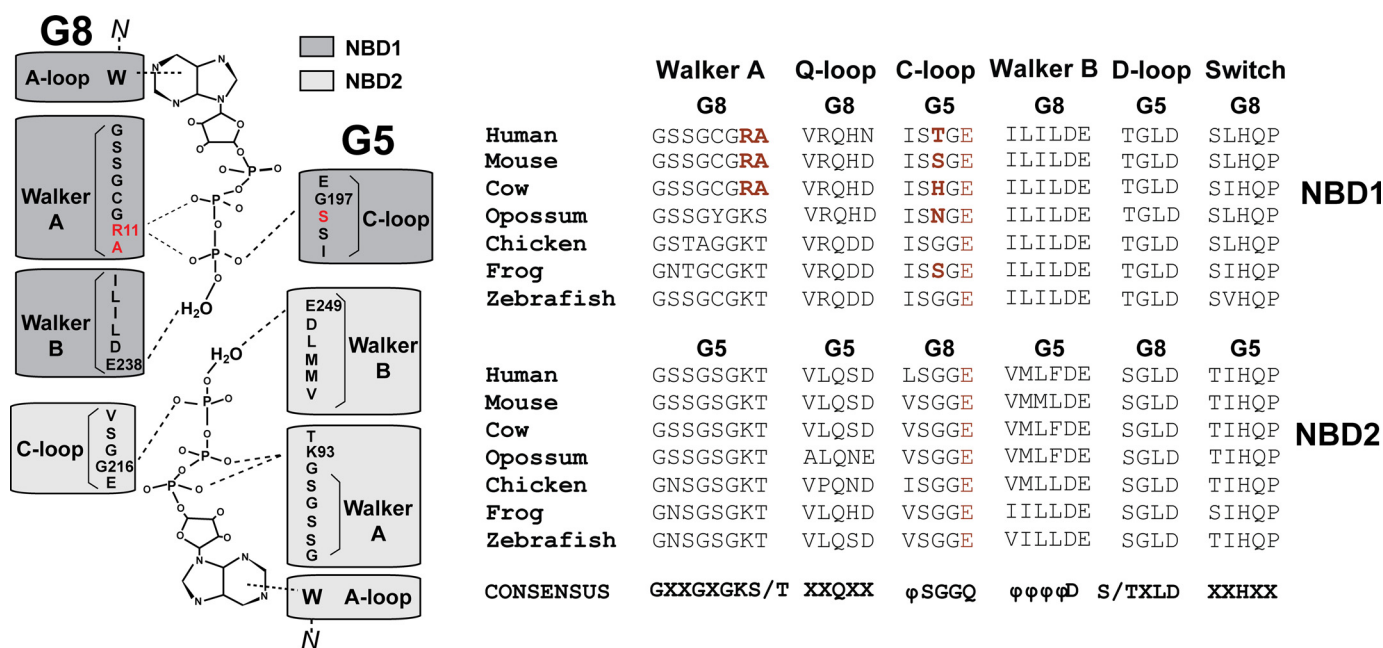 G8
N
A-loop W
NBD1
NBD2
G5
Walker A
G
S
S
G
C
G
R11
A
E
G197
S
S
I
C-loop
Walker B
I
L
I
L
D
E238
H₂O
E249
D
L
M
M
V
Walker B
H₂O
C-loop
V
S
G
G216
E
T
K93
G
S
G
S
S
G
Walker A
W A-loop
N
N N N N
O O O
P O O
O P O
O
O P O
O
O
O P O
O
O P O
O P O
O
O O O
N N N N
Walker A Q-loop C-loop Walker B D-loop Switch
G8 G8 G5 G8 G5 G8
Human GSSGCGRA VRQHN ISTGE ILILDE TGLD SLHQP
Mouse GSSGCGRA VRQHD ISSGE ILILDE TGLD SLHQP
Cow GSSGCGRA VRQHD ISHGE ILILDE TGLD SIHQP
Opossum GSSGYGKS VRQHD ISNGE ILILDE TGLD SLHQP
Chicken GSTAGGKT VRQDD ISGGE ILILDE TGLD SLHQP
Frog GNTGCGKT VRQDD ISSGE ILILDE TGLD SIHQP
Zebrafish GSSGCGKT VRQDD ISGGE ILILDE TGLD SVHQP
NBD1
G5 G5 G8 G5 G8 G5
Human GSSGSGKT VLQSD LSGGE VMLFDE SGLD TIHQP
Mouse GSSGSGKT VLQSD VSGGE VMMLDE SGLD TIHQP
Cow GSSGSGKT VLQSD VSGGE VMLFDE SGLD TIHQP
Opossum GSSGSGKT ALQNE VSGGE VMLFDE SGLD TIHQP
Chicken GNSGSGKT VPQND ISGGE VMLLDE SGLD TIHQP
Frog GNSGSGKT VLQHD VSGGE IILLDE SGLD SIHQP
Zebrafish GNSGSGKT VLQSD VSGGE VILLDE SGLD TIHQP
NBD2
CONSENSUS GXXGXGKS/T XXQXX φSGGQ φφφφD S/TXLD XXHXX